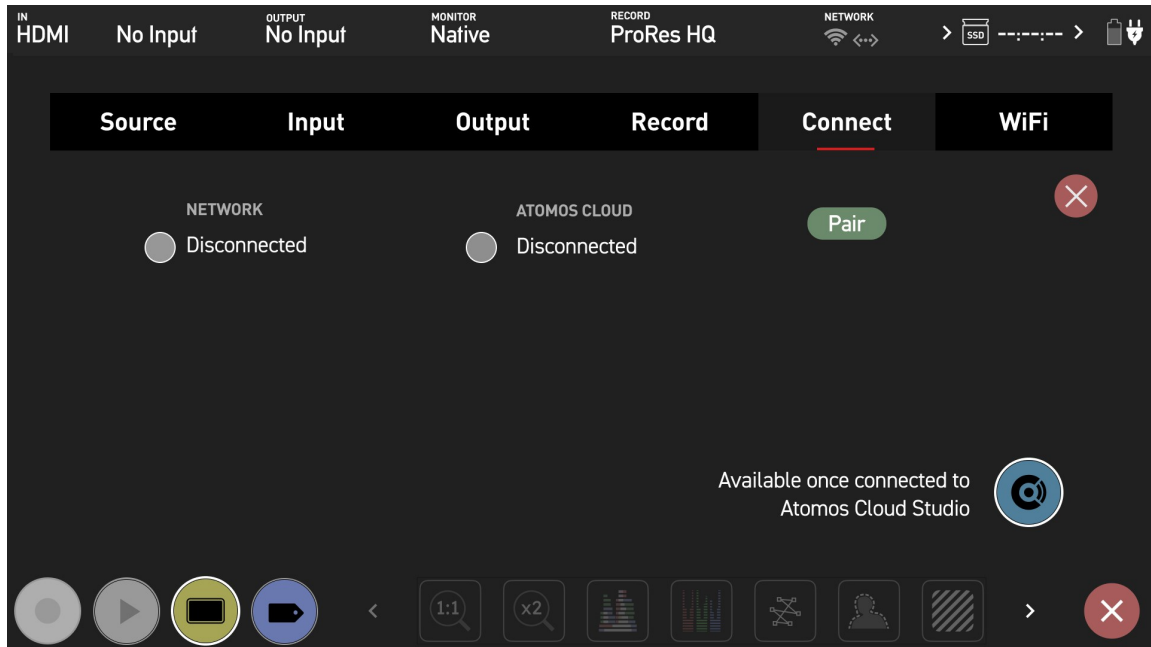 IN OUTPUT MONITOR RECORD NETWORK
HDMI No Input No Input Native ProRes HQ SSD --:--:--
Source Input Output Record Connect WiFi
NETWORK ATOMOS CLOUD
Disconnected Disconnected Pair
Available once connected to
Atomos Cloud Studio
1:1 x2